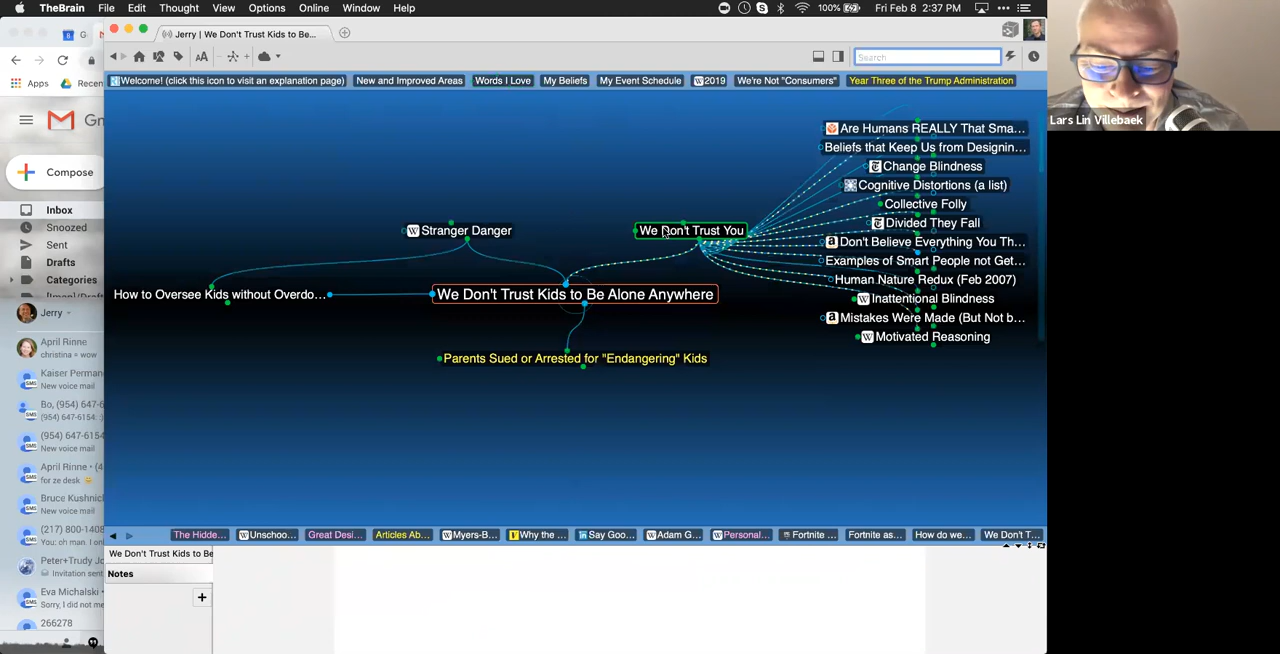 TheBrain File Edit Thought View Options Online Window Help
100% Fri Feb 8 2:37 PM
Jerry | We Don't Trust Kids to Be...
AA
Search
Welcome! (click this icon to visit an explanation page) New and Improved Areas Words I Love My Beliefs My Event Schedule 2019 We're Not "Consumers" Year Three of the Trump Administration
Apps
Gm
Compose
Inbox
Snoozed
Sent
Drafts
Categories
Jerry
April Rinne
christina = wow
New voice mail
Bo, (954) 647-6
(954) 647-6154:
(954) 647-6154
New voice mail
April Rinne • (4
for ze desk
Bruce Kushnick
New voice mail
(217) 800-1408
You: oh man. I onl
Peter+Trudy Jo
Invitation sent
Eva Michalski •
Sorry, I did not me
266278
Lars Lin Villebaek
Are Humans REALLY That Sma...
Beliefs that Keep Us from Designin...
Change Blindness
Cognitive Distortions (a list)
Collective Folly
Divided They Fall
Don't Believe Everything You Th...
Examples of Smart People not Get...
Human Nature Redux (Feb 2007)
Inattentional Blindness
Mistakes Were Made (But Not b...
Motivated Reasoning
Stranger Danger
We Don't Trust You
How to Oversee Kids without Overdo...
We Don't Trust Kids to Be Alone Anywhere
Parents Sued or Arrested for "Endangering" Kids
The Hidde... Unschoo... Great Desi... Articles Ab... Myers-B... Why the ... Say Goo... Adam G... Personal... Fortnite ... Fortnite as... How do we... We Don't T...
We Don't Trust Kids to Be
Notes